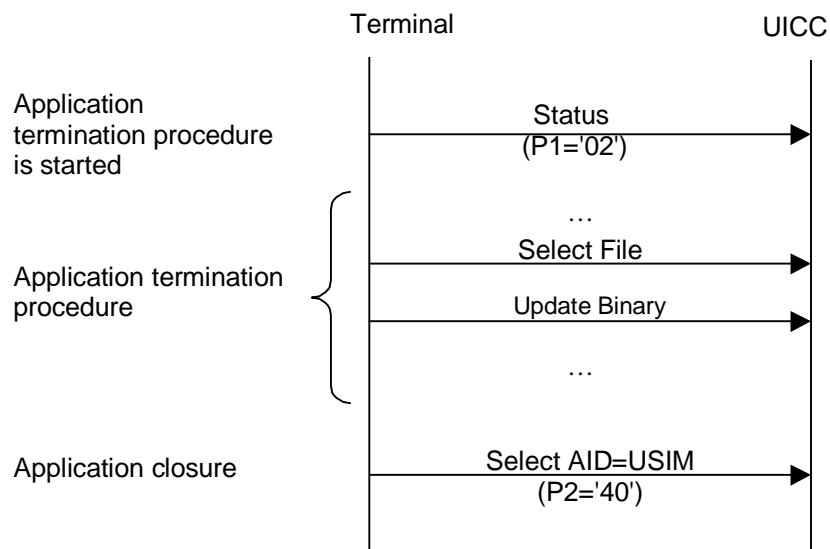 Terminal
UICC
Application
termination procedure
is started
Status
(P1='02')
...
Select File
Application termination
procedure
Update Binary
...
Application closure
Select AID=USIM
(P2='40')